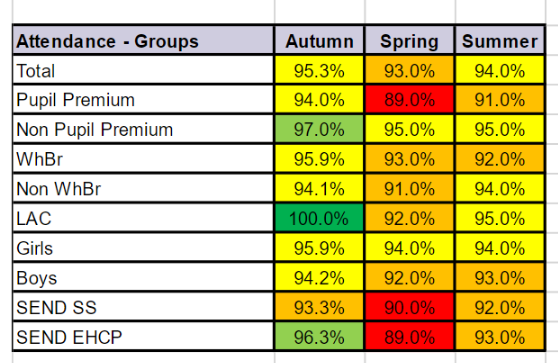 Attendance - Groups Autumn Spring Summer
Total 95.3% 93.0% 94.0%
Pupil Premium 94.0% 89.0% 91.0%
Non Pupil Premium 97.0% 95.0% 95.0%
WhBr 95.9% 93.0% 92.0%
Non WhBr 94.1% 91.0% 94.0%
LAC 100.0% 92.0% 95.0%
Girls 95.9% 94.0% 94.0%
Boys 94.2% 92.0% 93.0%
SEND SS 93.3% 90.0% 92.0%
SEND EHCP 96.3% 89.0% 93.0%